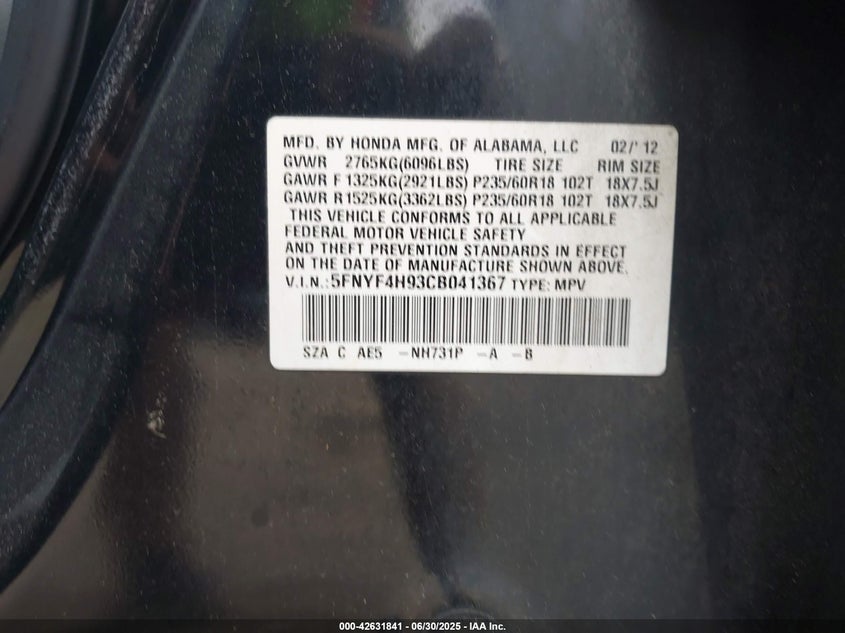 MFD. BY HONDA MFG. OF ALABAMA, LLC 02/' 12
GVWR 2765KG(6096LBS) TIRE SIZE RIM SIZE
GAWR F 1325KG(2921LBS) P235/60R18 102T 18X7.5J
GAWR R 1525KG(3362LBS) P235/60R18 102T 18X7.5J
THIS VEHICLE CONFORMS TO ALL APPLICABLE
FEDERAL MOTOR VEHICLE SAFETY
AND THEFT PREVENTION STANDARDS IN EFFECT
ON THE DATE OF MANUFACTURE SHOWN ABOVE.
V.I.N.: 5FNYF4H93CB041367 TYPE: MPV
SZA C AE5 -NH731P -A -B
000-42631841 - 06/30/2025 - IAA Inc.